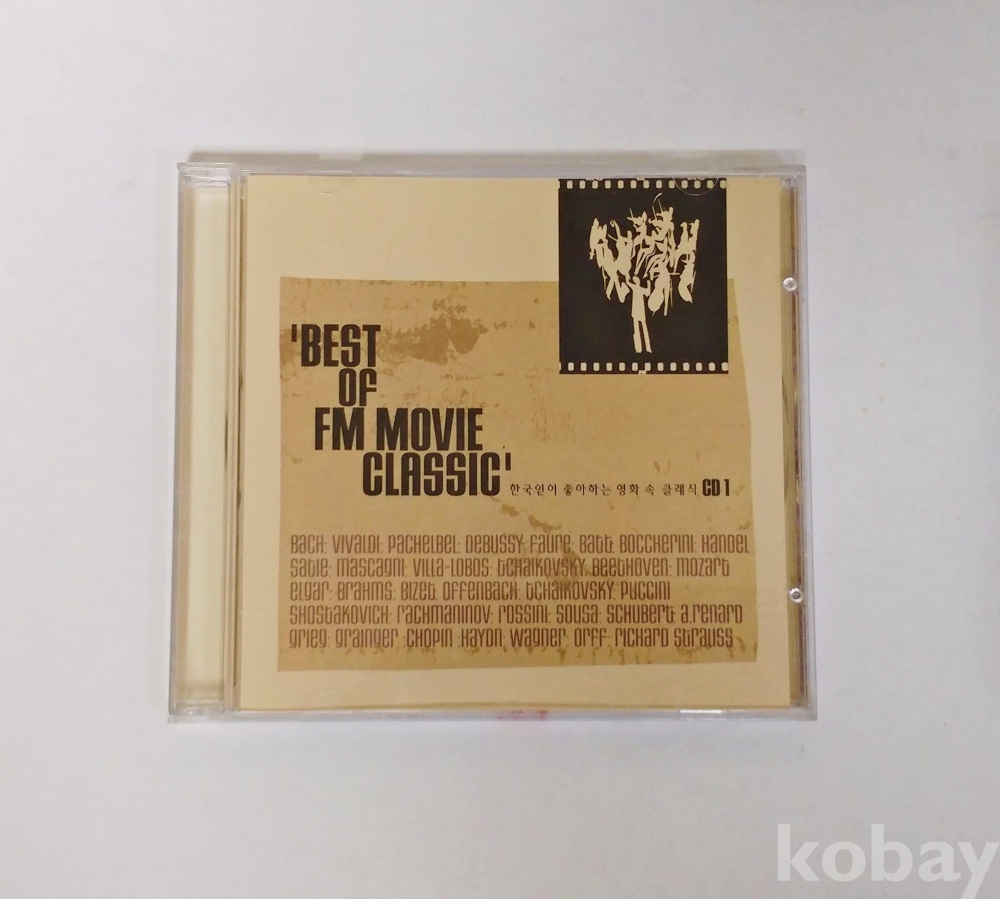 'BEST
OF
FM MOVIE
CLASSIC' 한국인이 좋아하는 영화 속 클래식 CD 1
BACH: VIVALDI: PACHELBEL: DEBUSSY: FAURE: BATT: BOCCHERINI: HANDEL
SATIE: MASCAGNI: VILLA-LOBOS: TCHAIKOVSKY: BEETHOVEN: MOZART
ELGAR: BRAHMS: BIZET: OFFENBACH: TCHAIKOVSKY: PUCCINI
SHOSTAKOVICH: RACHMANINOV: ROSSINI: SOUSA: SCHUBERT: A.RENARD
GRIEG: GRAINGER: CHOPIN: HAYDN: WAGNER: ORFF: RICHARD STRAUSS
kobay